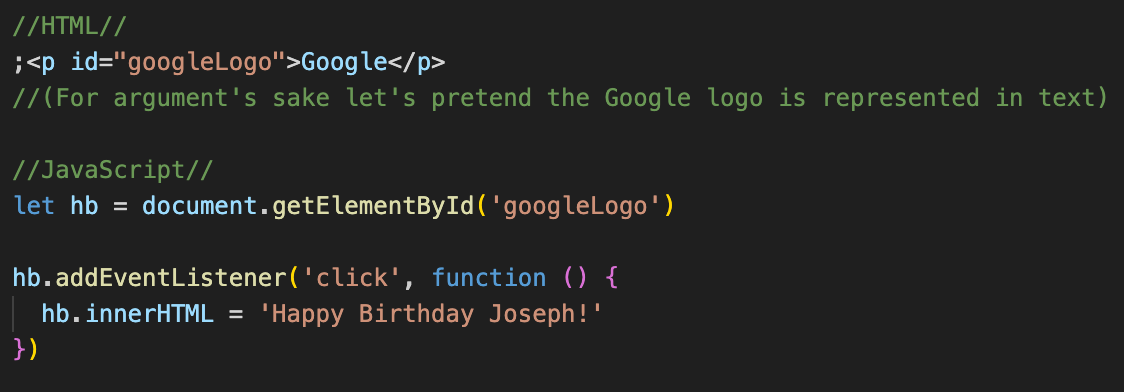 //HTML//
;<p id="googleLogo">Google</p>
//(For argument's sake let's pretend the Google logo is represented in text)
//JavaScript//
let hb = document.getElementById('googleLogo')
hb.addEventListener('click', function () {
hb.innerHTML = 'Happy Birthday Joseph!'
})